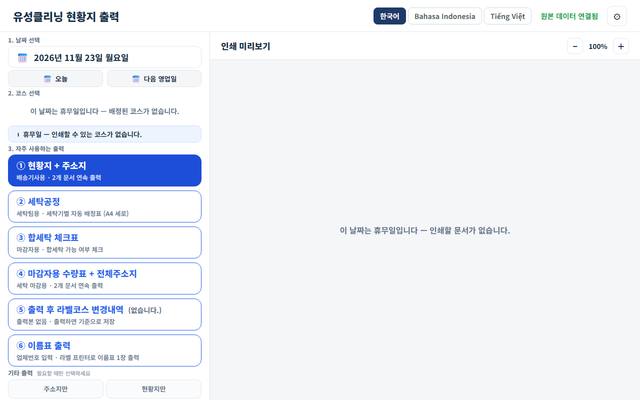 유성클리닝 현황지 출력
한국어
Bahasa Indonesia
Tiếng Việt
원본 데이터 연결됨
1. 날짜 선택
2026년 11월 23일 월요일
오늘
다음 영업일
2. 코스 선택
이 날짜는 휴무일입니다 — 배정된 코스가 없습니다.
휴무일 — 인쇄할 수 있는 코스가 없습니다.
3. 자주 사용하는 출력
① 현황지 + 주소지
배송기사용 · 2개 문서 연속 출력
② 세탁공정
세탁팀용 · 세탁기별 자동 배정표 (A4 세로)
③ 합세탁 체크표
마감자용 · 합세탁 가능 여부 체크
④ 마감자용 수량표 + 전체주소지
세탁 마감용 · 2개 문서 연속 출력
⑤ 출력 후 라벨코스 변경내역 (없습니다.)
출력본 없음 · 출력하면 기준으로 저장
⑥ 이름표 출력
업체번호 입력 · 라벨 프린터로 이름표 1장 출력
기타 출력 필요할 때만 선택하세요
주소지만
현황지만
인쇄 미리보기
− 100% +
이 날짜는 휴무일입니다 — 인쇄할 문서가 없습니다.